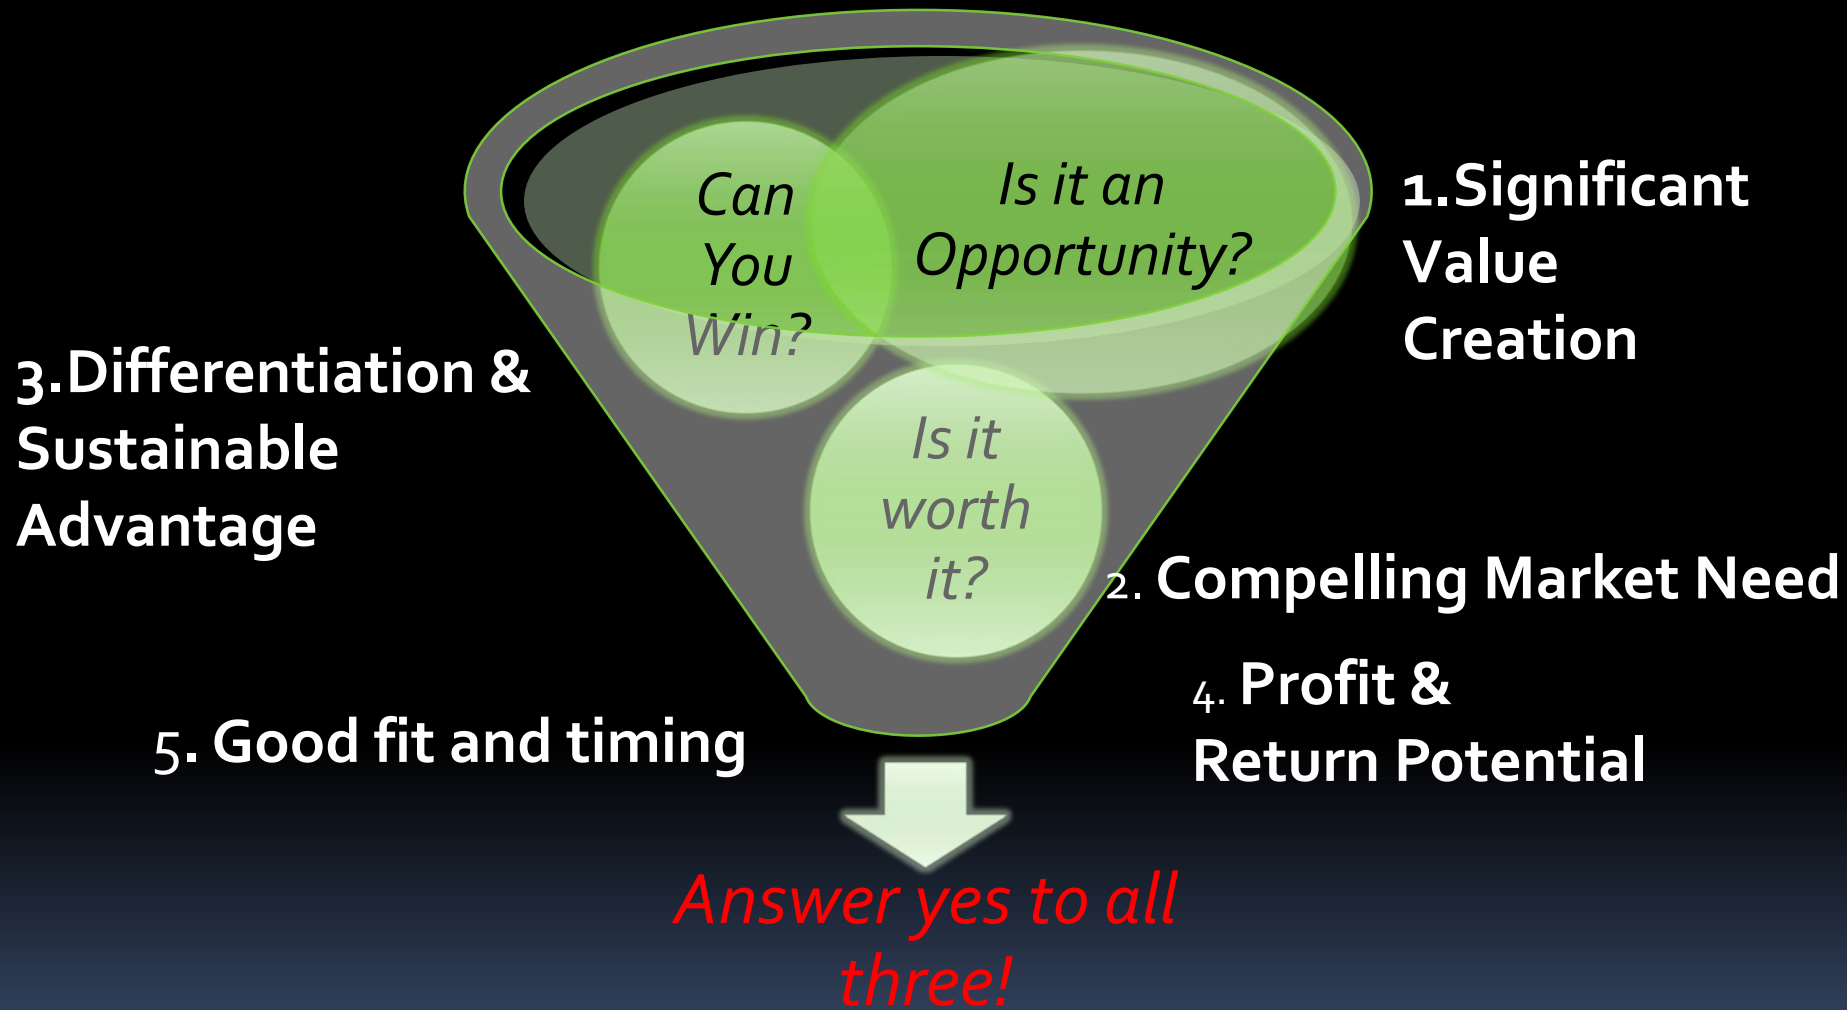 Can
You
Win?
Is it an
Opportunity?
Is it
worth
it?
1.Significant
Value
Creation
3.Differentiation &
Sustainable
Advantage
2. Compelling Market Need
4. Profit &
Return Potential
5. Good fit and timing
Answer yes to all
three!